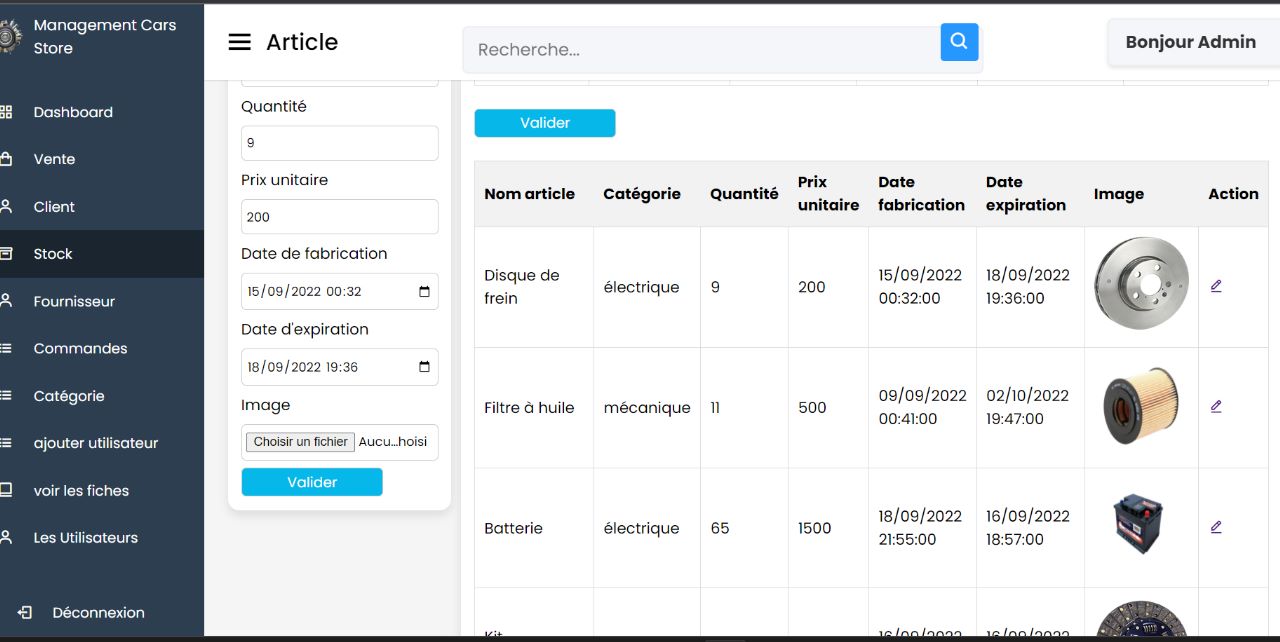 Management Cars
Store
Dashboard
Vente
Client
Stock
Fournisseur
Commandes
Catégorie
ajouter utilisateur
voir les fiches
Les Utilisateurs
Déconnexion
Article
Recherche...
Bonjour Admin
Quantité
9
Prix unitaire
200
Date de fabrication
15/09/2022 00:32
Date d'expiration
18/09/2022 19:36
Image
Choisir un fichier Aucu...hoisi
Valider
Valider
Nom article Catégorie Quantité Prix unitaire Date fabrication Date expiration Image Action
Disque de frein électrique 9 200 15/09/2022 00:32:00 18/09/2022 19:36:00
Filtre à huile mécanique 11 500 09/09/2022 00:41:00 02/10/2022 19:47:00
Batterie électrique 65 1500 18/09/2022 21:55:00 16/09/2022 18:57:00
Kit 16/09/2022 16/09/2022